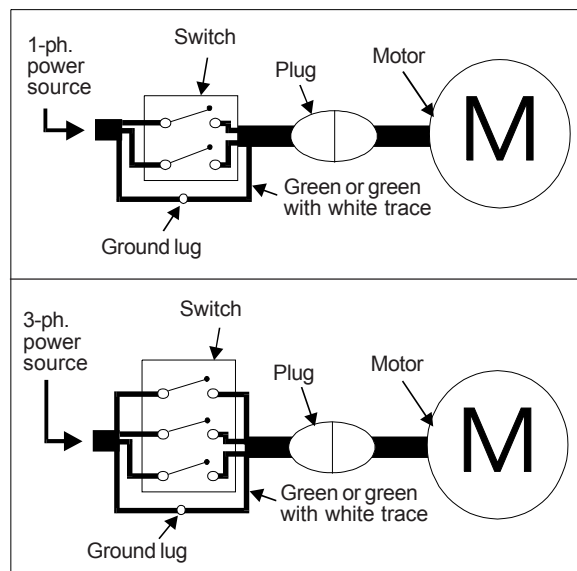 Switch
1-ph.
power
source
Plug
Motor
M
Green or green
with white trace
Ground lug
Switch
3-ph.
power
source
Plug
Motor
M
Green or green
with white trace
Ground lug